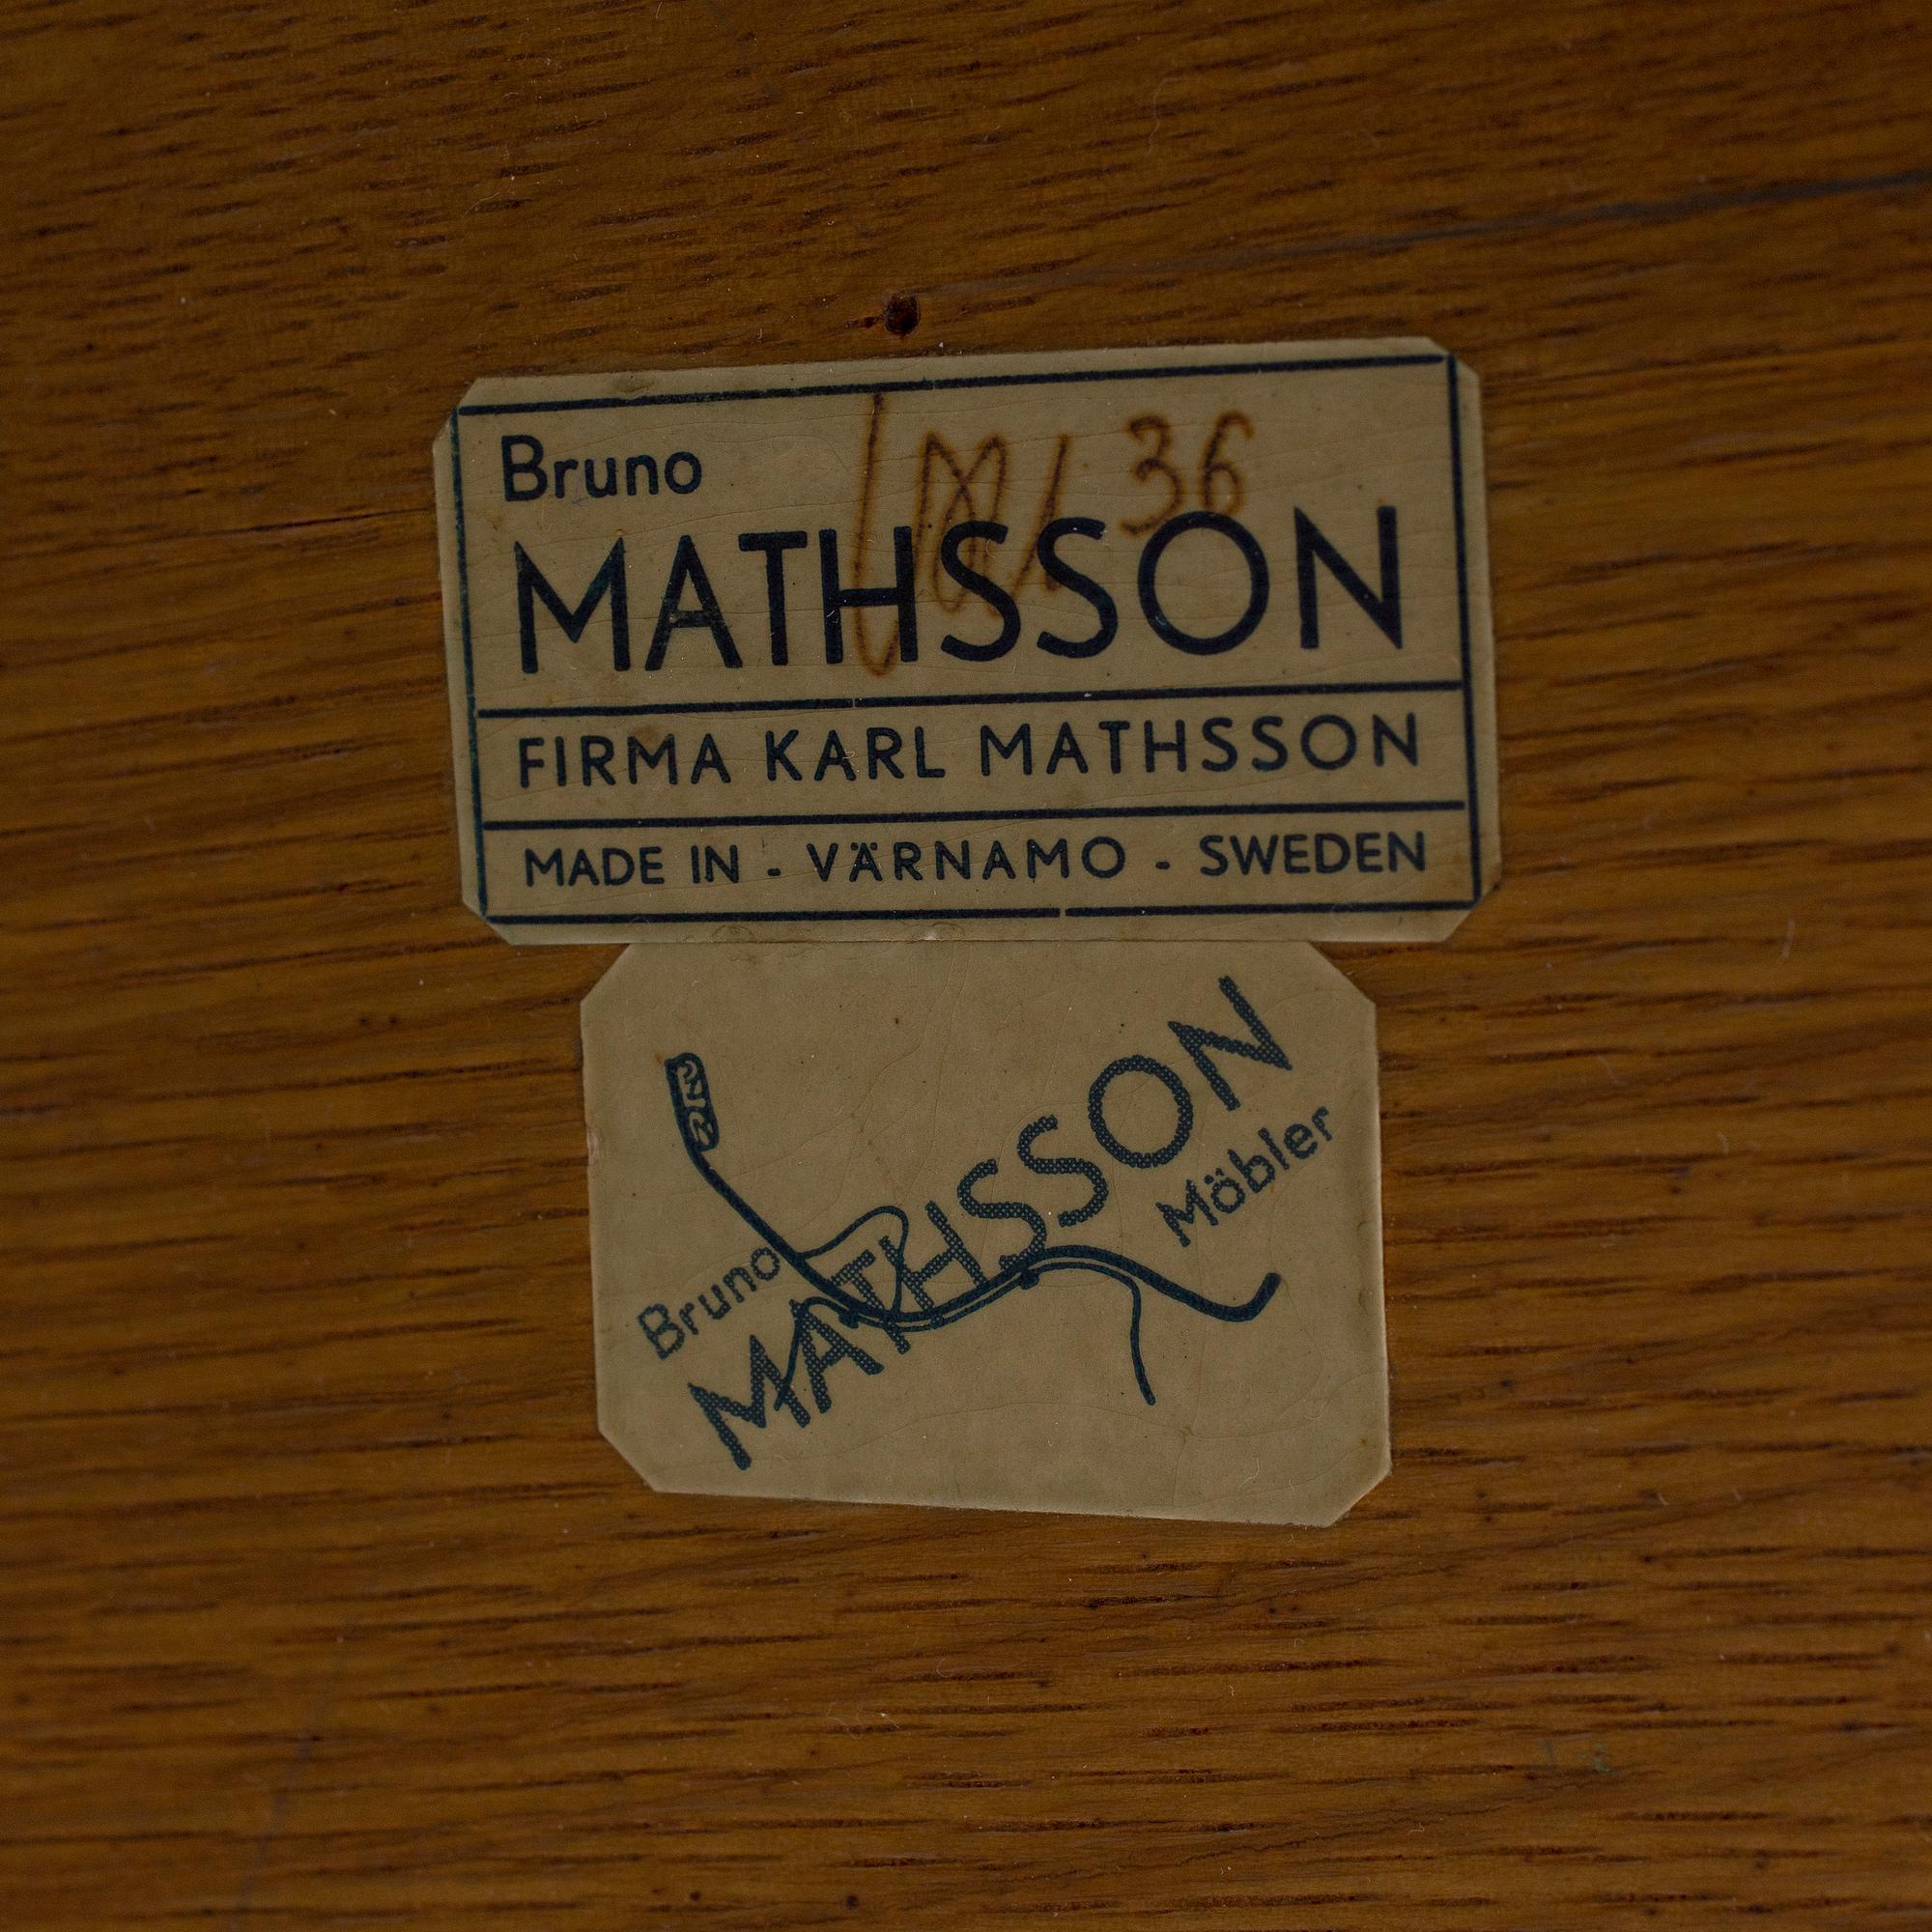 Bruno
36
MATHSSON
FIRMA KARL MATHSSON
MADE IN - VÄRNAMO - SWEDEN
Bruno
MATHSSON
Möbler